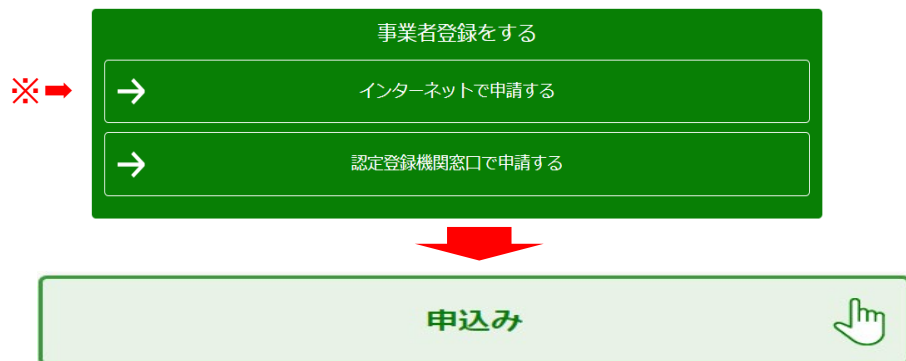 事業者登録をする
※➡
インターネットで申請する
認定登録機関窓口で申請する
申込み